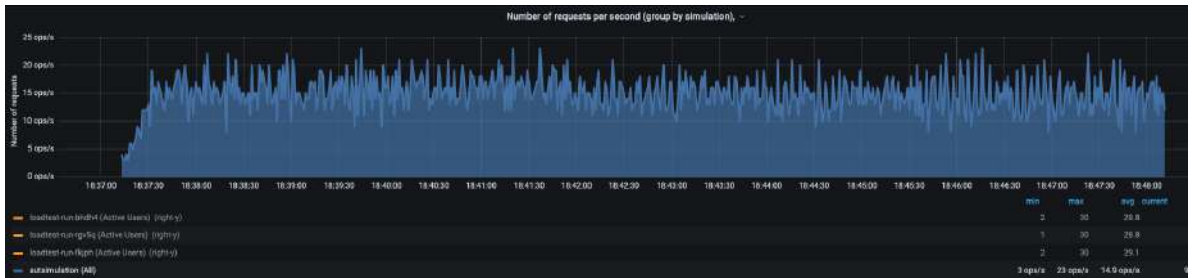 Number of requests per second (group by simulation),
25 ops/s
20 ops/s
15 ops/s
10 ops/s
5 ops/s
0 ops/s
Number of requests
18:37:00 18:37:30 18:38:00 18:38:30 18:39:00 18:39:30 18:40:00 18:40:30 18:41:00 18:41:30 18:42:00 18:42:30 18:43:00 18:43:30 18:44:00 18:44:30 18:45:00 18:45:30 18:46:00 18:46:30 18:47:00 18:47:30 18:48:00
min max avg current
(Active Users) (right-y) 2 30 28.8
(Active Users) (right-y) 1 30 28.8
(Active Users) (right-y) 2 30 29.1
(All) 3 ops/s 23 ops/s 14.9 ops/s